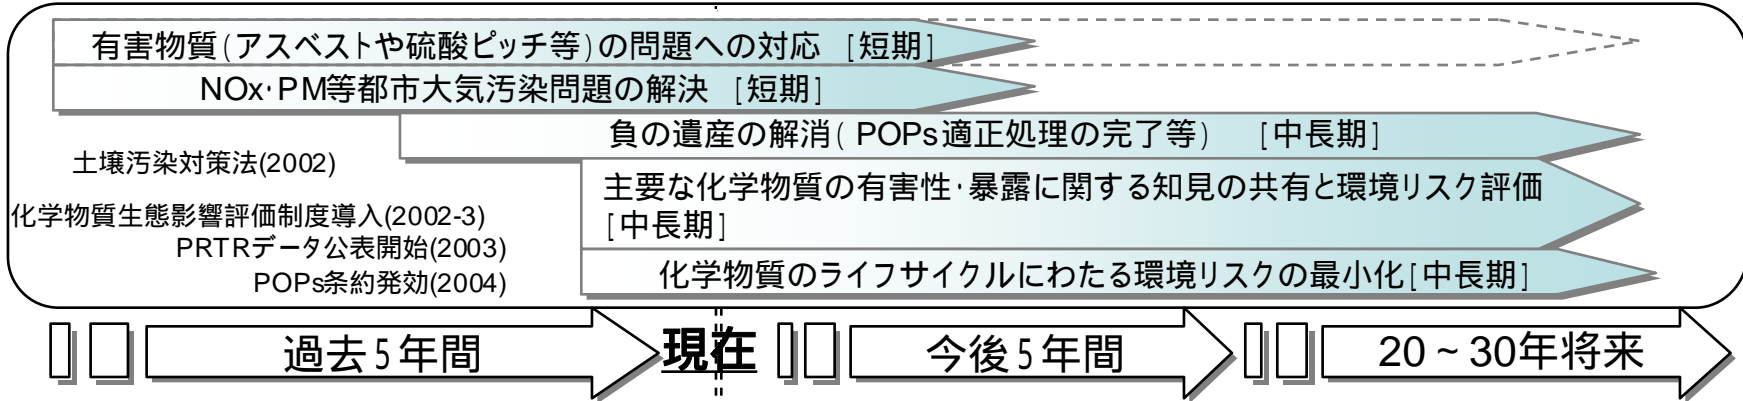 有害物質(アスベストや硫酸ピッチ等)の問題への対応 [短期]
NOx･PM等都市大気汚染問題の解決 [短期]
負の遺産の解消( POPs適正処理の完了等) [中長期]
土壌汚染対策法(2002)
主要な化学物質の有害性･暴露に関する知見の共有と環境リスク評価
[中長期]
化学物質生態影響評価制度導入(2002-3)
PRTRデータ公表開始(2003)
POPs条約発効(2004)
化学物質のライフサイクルにわたる環境リスクの最小化[中長期]
過去5年間
現在
今後5年間
20~30年将来